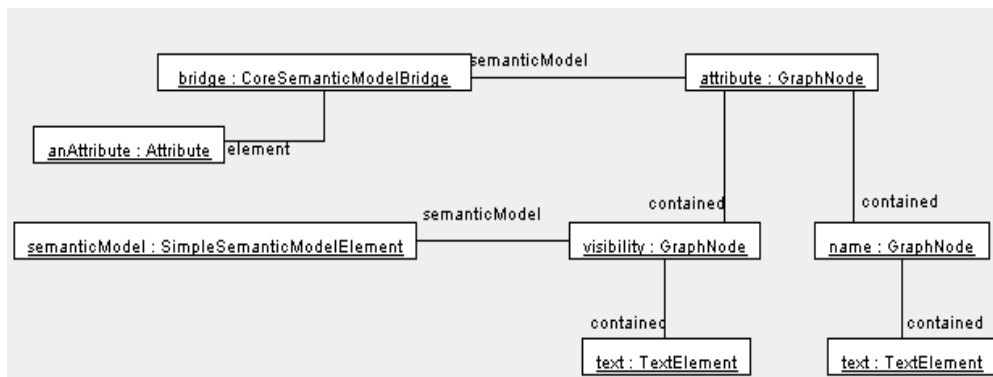 semanticModel
bridge : CoreSemanticModelBridge
attribute : GraphNode
anAttribute : Attribute
element
contained
contained
semanticModel
semanticModel : SimpleSemanticModelElement
visibility : GraphNode
name : GraphNode
contained
contained
text : TextElement
text : TextElement